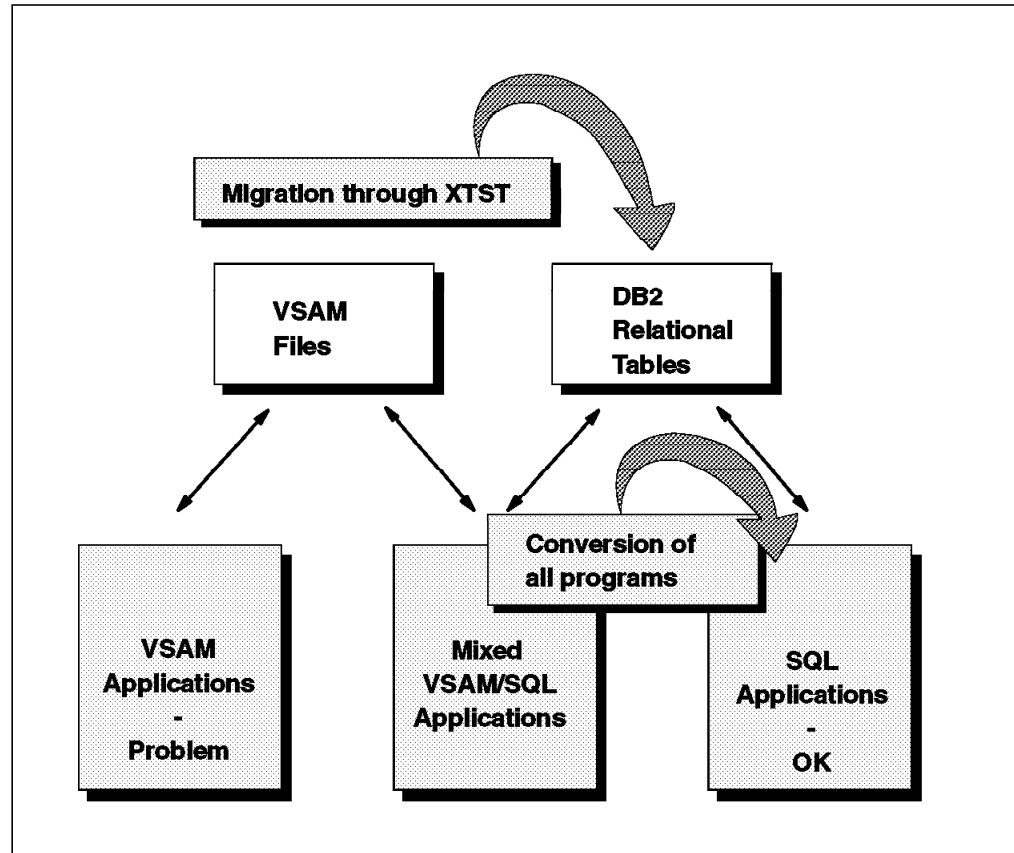 Migration through XTST
VSAM
Files
DB2
Relational
Tables
Conversion of
all programs
VSAM
Applications
-
Problem
Mixed
VSAM/SQL
Applications
SQL
Applications
-
OK